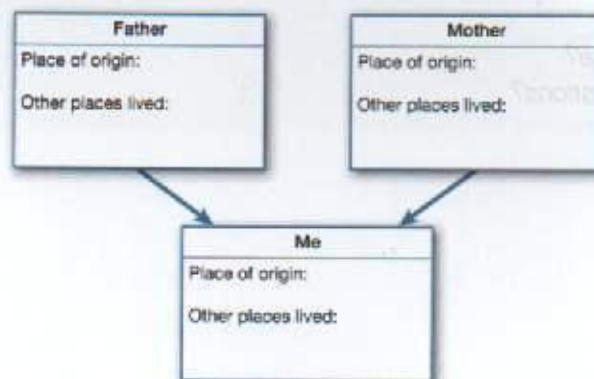 Father
Place of origin:
Other places lived:
Mother
Place of origin:
Other places lived:
Me
Place of origin:
Other places lived: